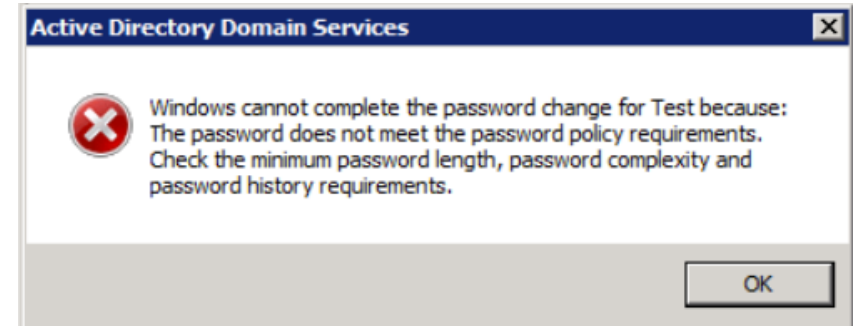 Active Directory Domain Services
Windows cannot complete the password change for Test because:
The password does not meet the password policy requirements.
Check the minimum password length, password complexity and
password history requirements.
OK